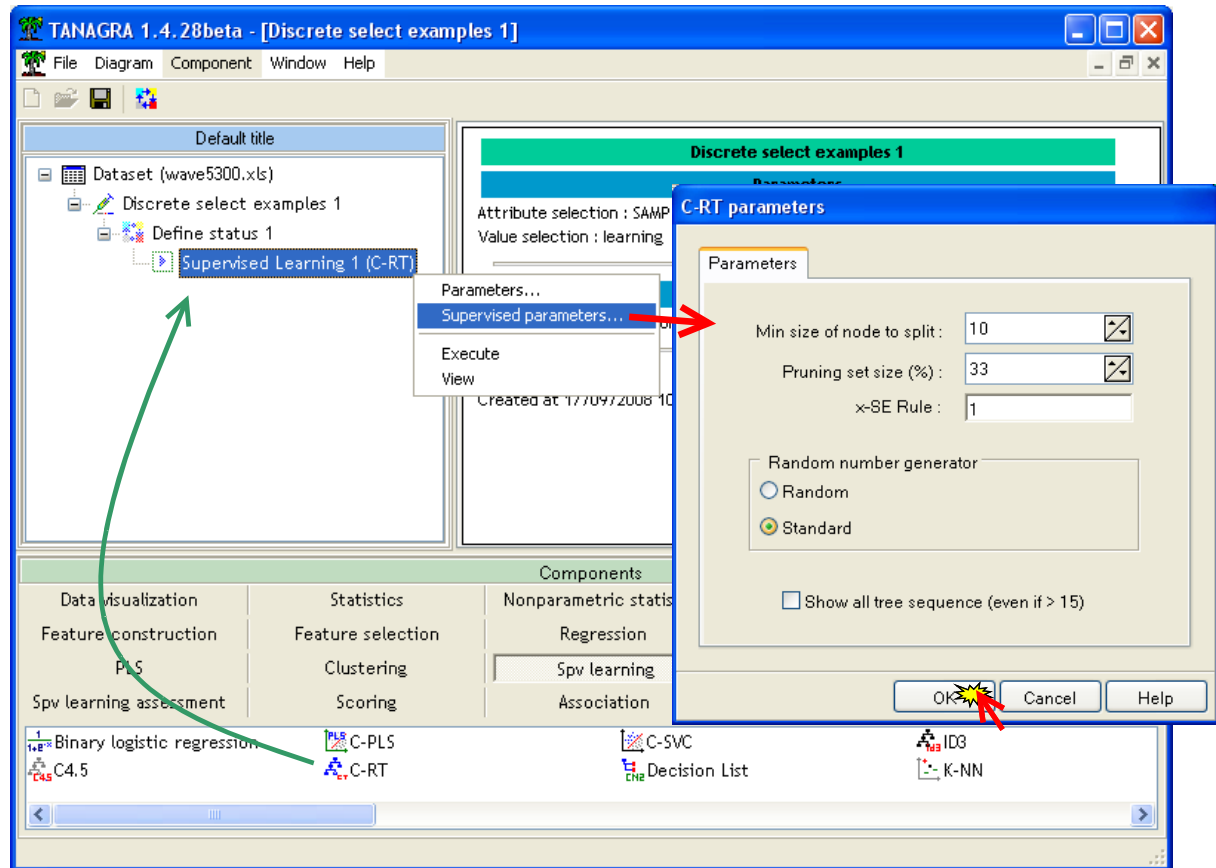 TANAGRA 1.4.28beta - [Discrete select examples 1]
File Diagram Component Window Help
Default title
Dataset (wave5300.xls)
Discrete select examples 1
Define status 1
Supervised Learning 1 (C-RT)
Discrete select examples 1
Parameters
Attribute selection : SAMP
Value selection : learning
Created at 17/09/2008 10
Parameters...
Supervised parameters...
Execute
View
C-RT parameters
Parameters
Min size of node to split : 10
Pruning set size (%) : 33
x-SE Rule : 1
Random number generator
Random
Standard
Show all tree sequence (even if > 15)
OK Cancel Help
Components
Data visualization Statistics Nonparametric statis
Feature construction Feature selection Regression
PLS Clustering Spv learning
Spv learning assessment Scoring Association
Binary logistic regression C-PLS C-SVC ID3
C4.5 C-RT Decision List K-NN